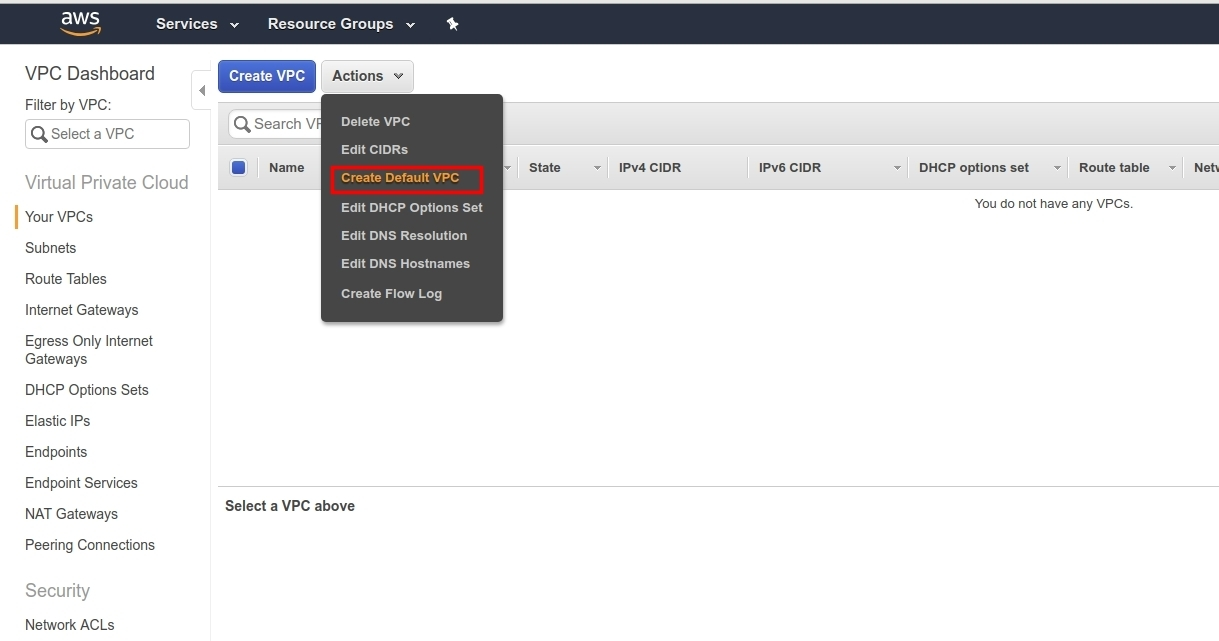 aws Services Resource Groups
VPC Dashboard
Filter by VPC:
Select a VPC
Virtual Private Cloud
Your VPCs
Subnets
Route Tables
Internet Gateways
Egress Only Internet
Gateways
DHCP Options Sets
Elastic IPs
Endpoints
Endpoint Services
NAT Gateways
Peering Connections
Security
Network ACLs
Create VPC Actions
Search
Delete VPC
Edit CIDRs
Create Default VPC
Edit DHCP Options Set
Edit DNS Resolution
Edit DNS Hostnames
Create Flow Log
Name State IPv4 CIDR IPv6 CIDR DHCP options set Route table
You do not have any VPCs.
Select a VPC above